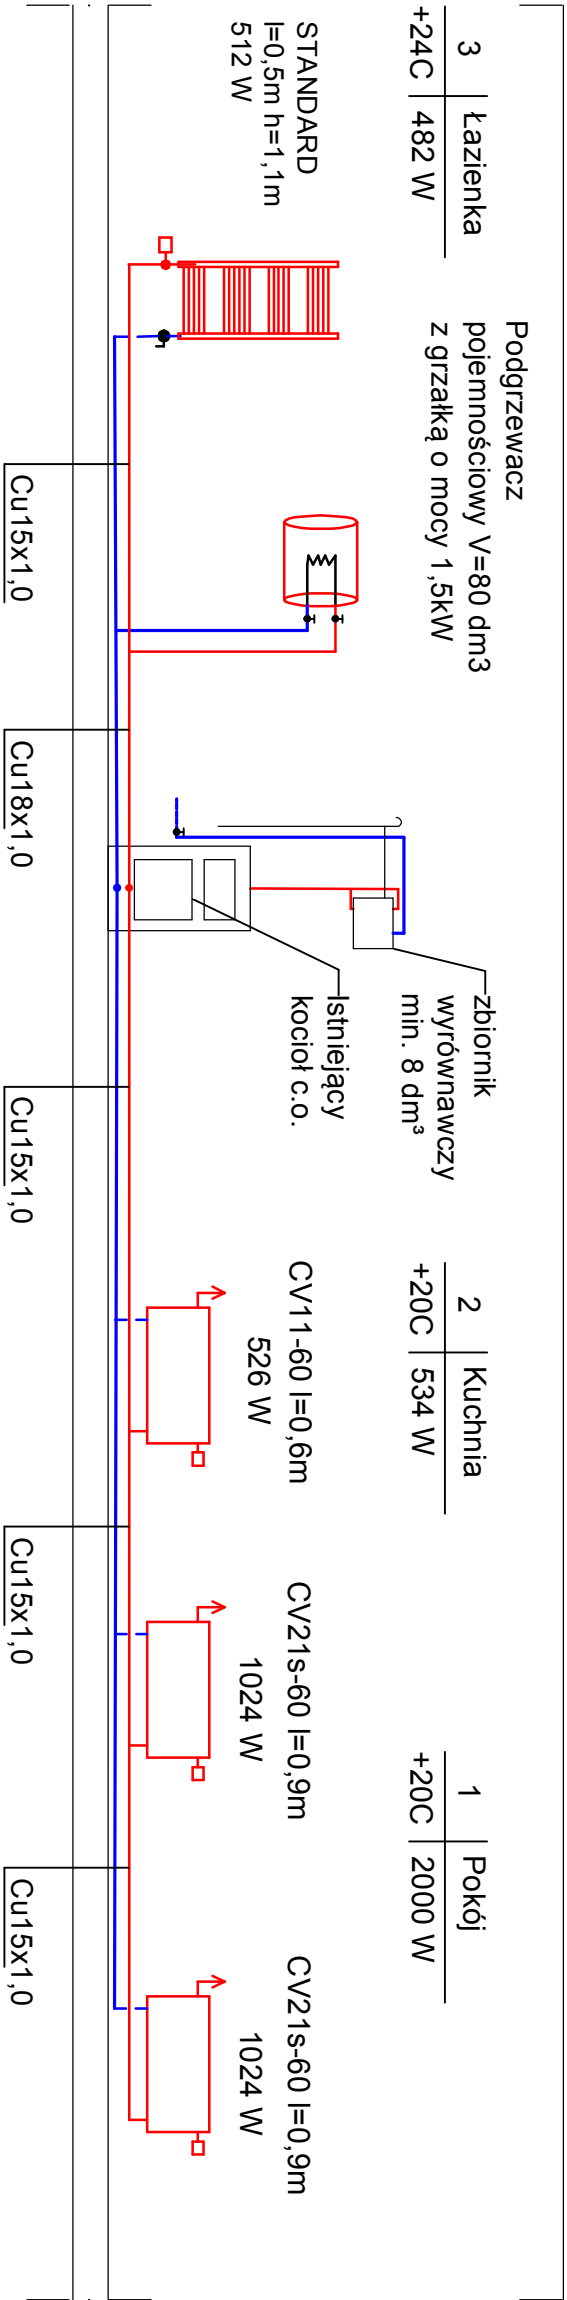 3 Łazienka
+24C 482 W
STANDARD
l=0,5m h=1,1m
512 W
Podgrzewacz
pojemnościowy V=80 dm3
z grzałką o mocy 1,5kW
zbiornik
wyrównawczy
min. 8 dm³
Istniejący
kocioł c.o.
2 Kuchnia
+20C 534 W
CV11-60 l=0,6m
526 W
1 Pokój
+20C 2000 W
CV21s-60 l=0,9m
1024 W
CV21s-60 l=0,9m
1024 W
Cu15x1,0
Cu18x1,0
Cu15x1,0
Cu15x1,0
Cu15x1,0